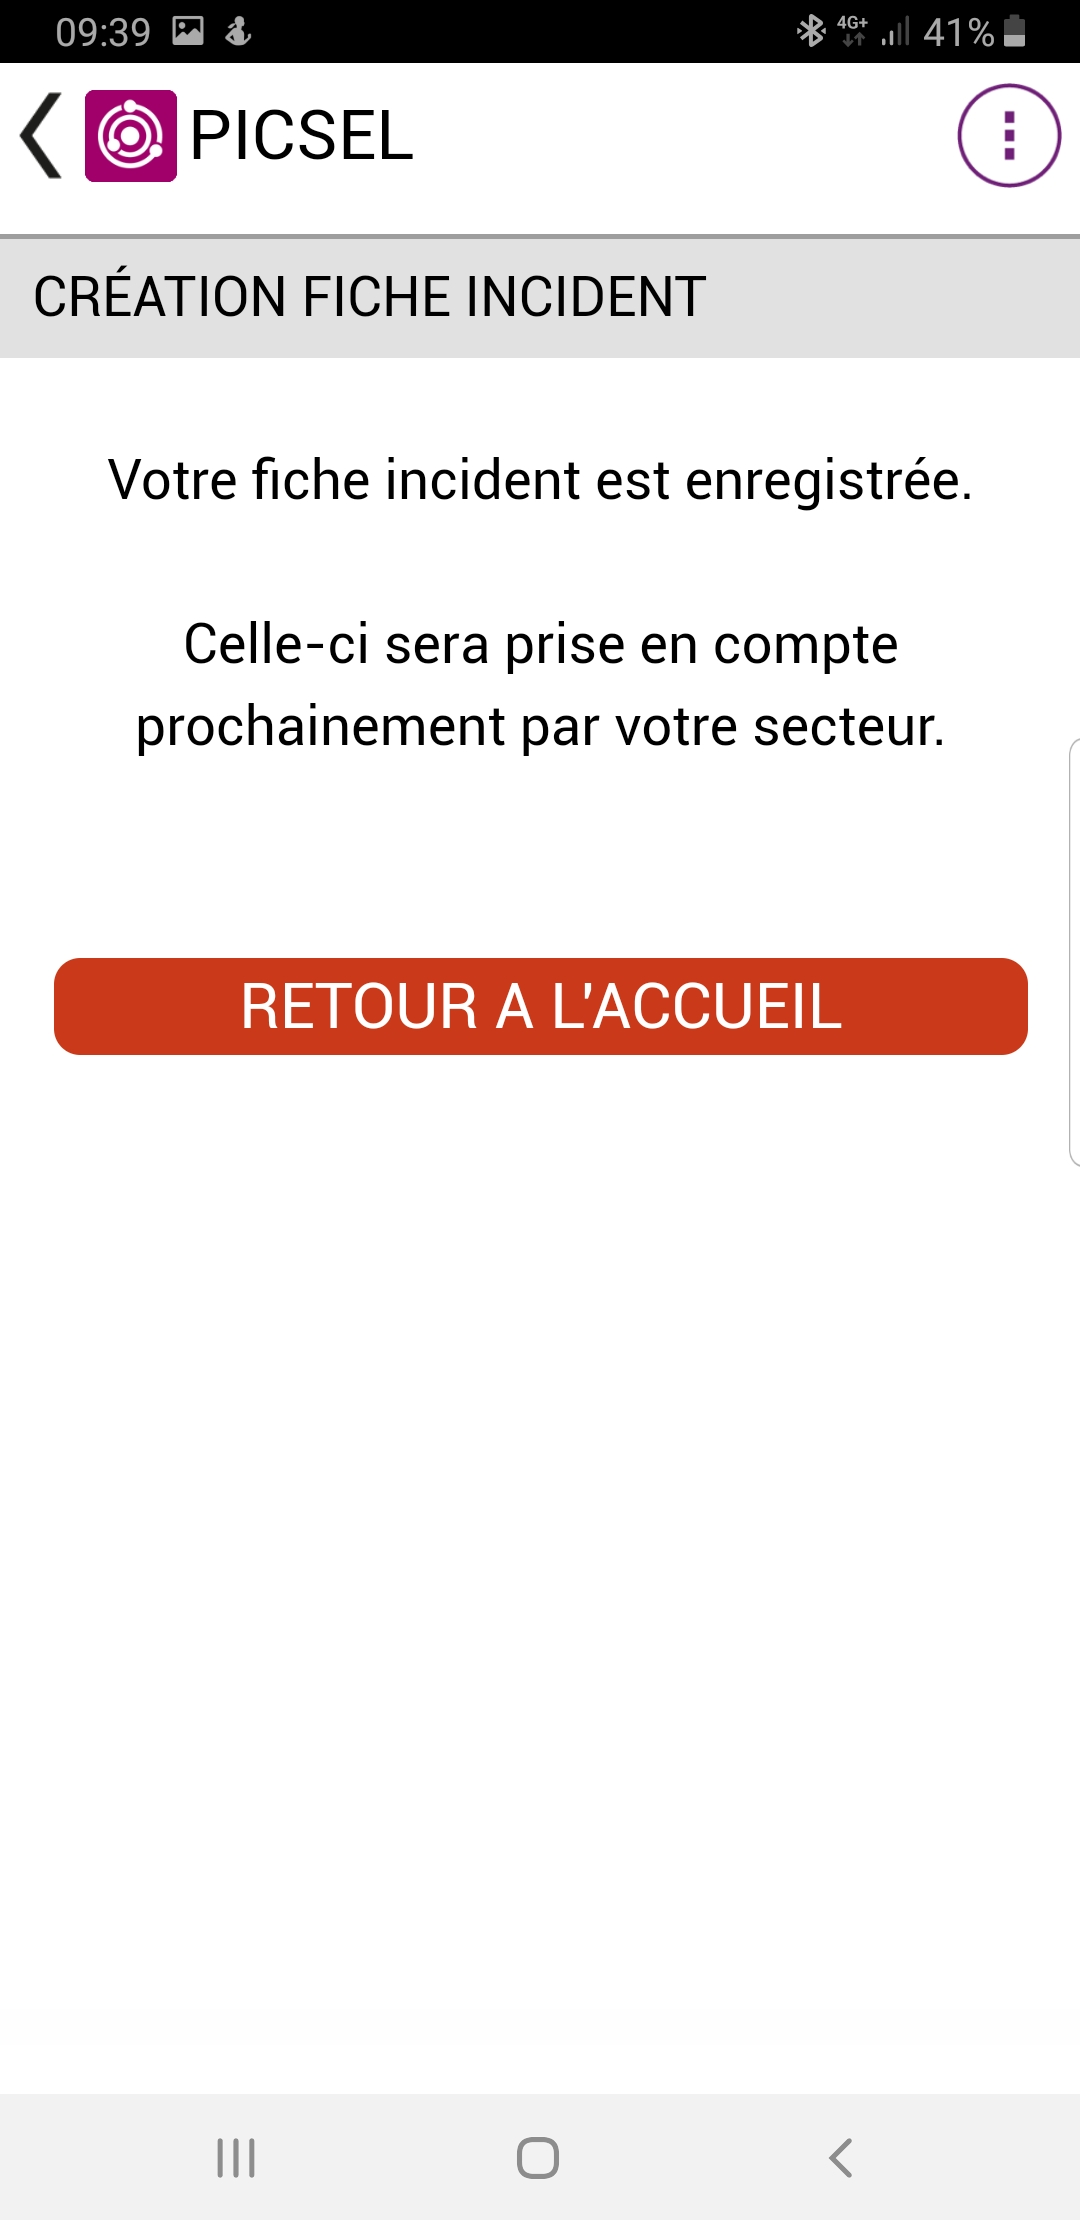 09:39
4G+
41%
PICSEL
CRÉATION FICHE INCIDENT
Votre fiche incident est enregistrée.
Celle-ci sera prise en compte
prochainement par votre secteur.
RETOUR A L'ACCUEIL